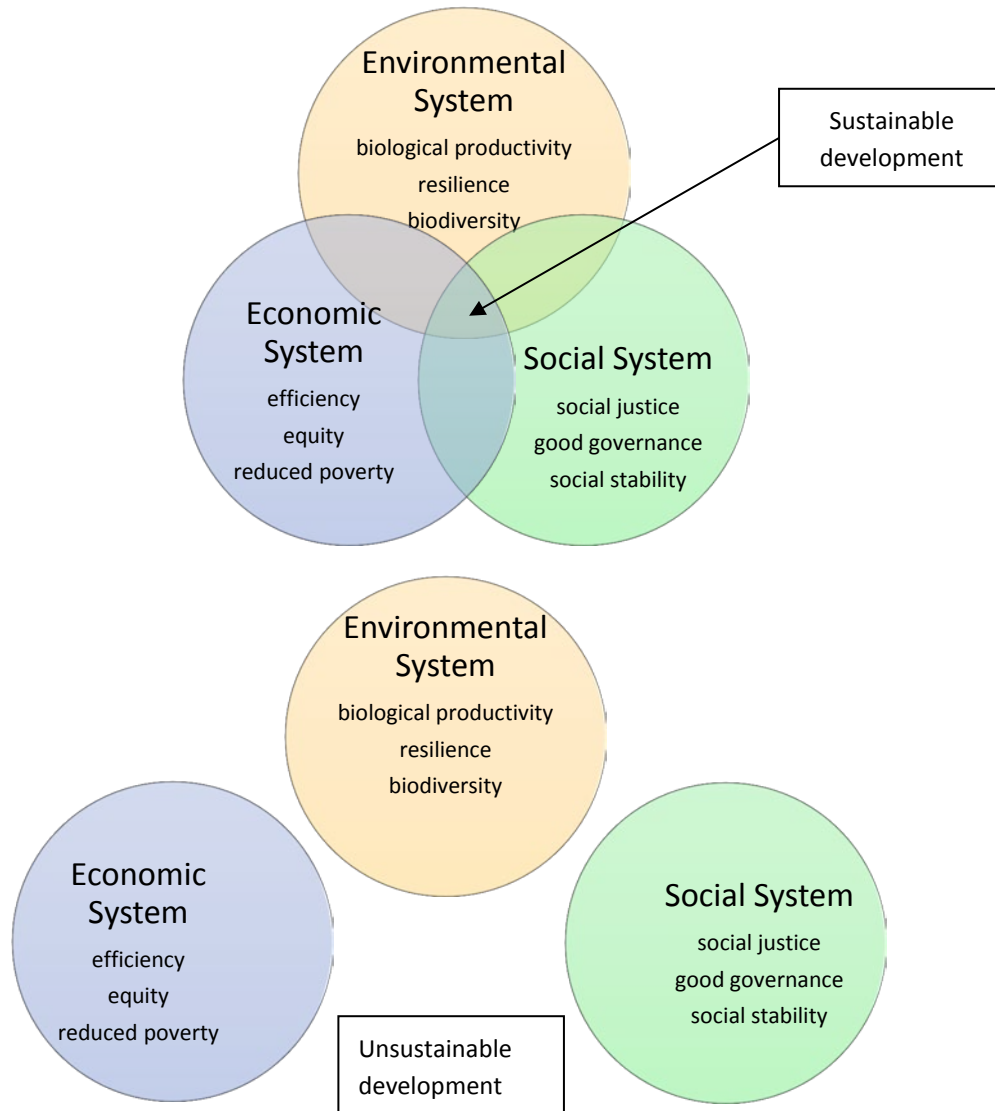 Environmental
System
biological productivity
resilience
biodiversity
Sustainable
development
Economic
System
efficiency
equity
reduced poverty
Social System
social justice
good governance
social stability
Environmental
System
biological productivity
resilience
biodiversity
Economic
System
efficiency
equity
reduced poverty
Social System
social justice
good governance
social stability
Unsustainable
development